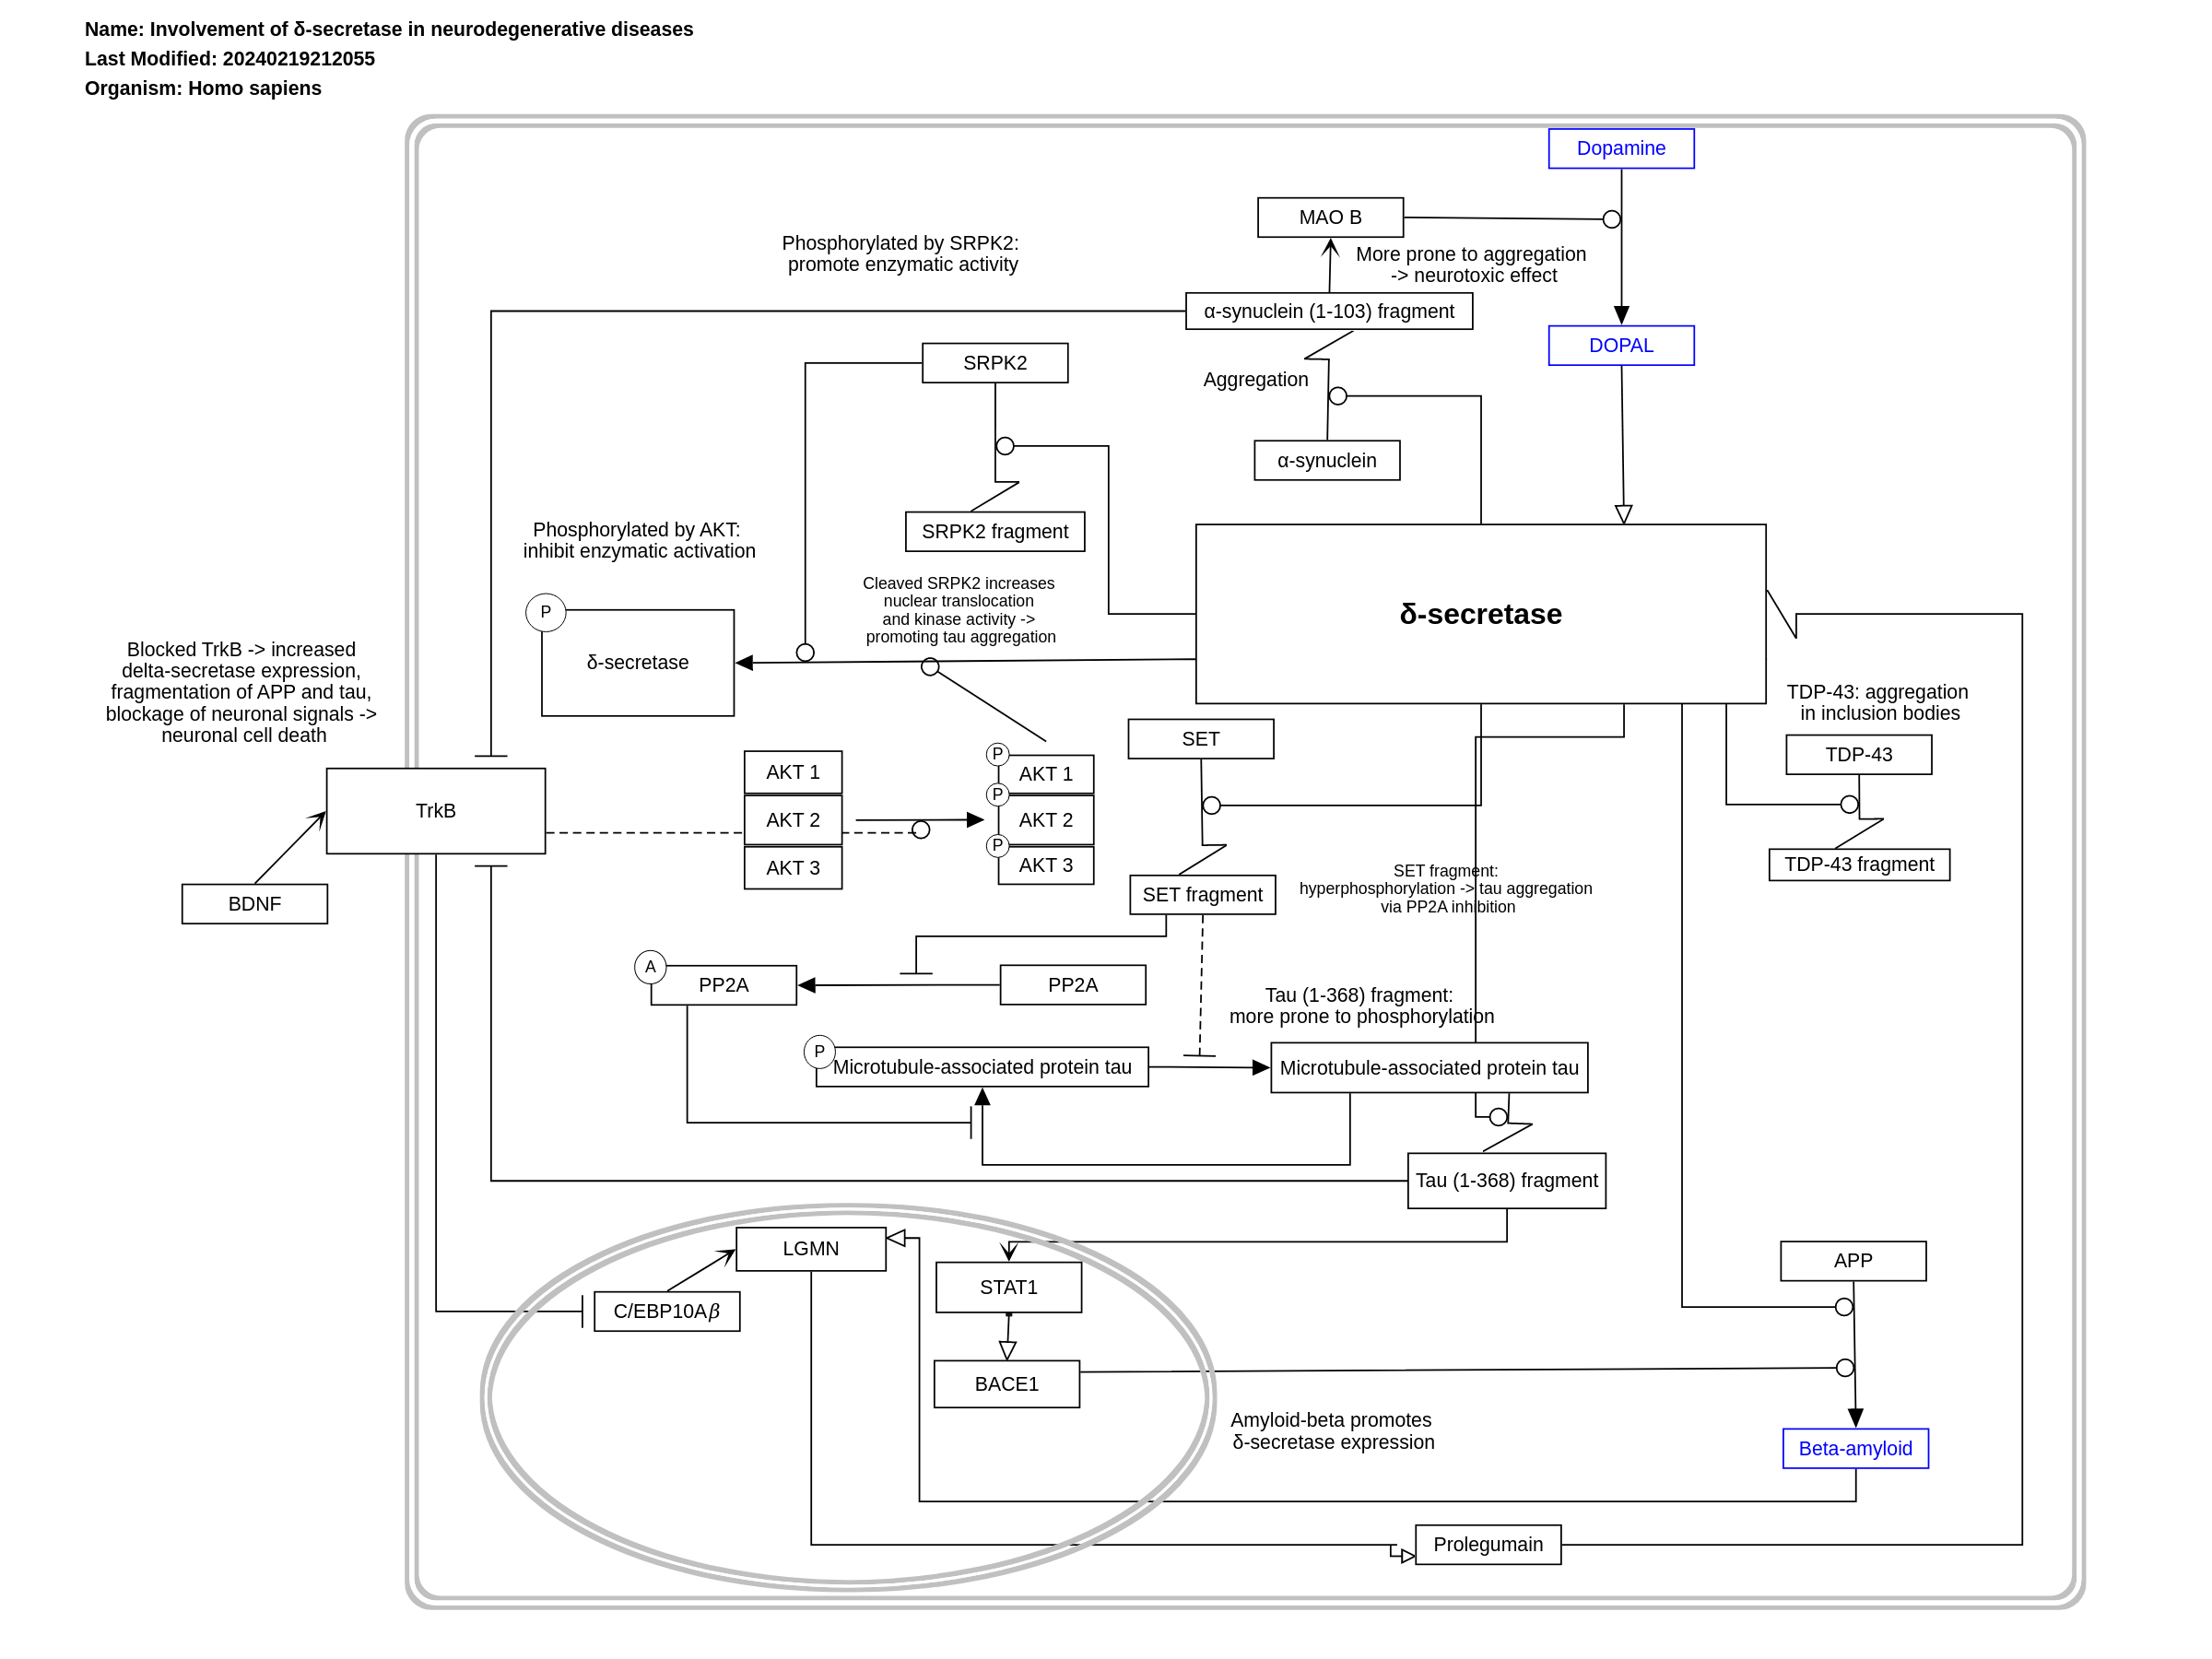 Name: Involvement of δ-secretase in neurodegenerative diseases
Last Modified: 20240219212055
Organism: Homo sapiens
Dopamine
MAO B
Phosphorylated by SRPK2:
promote enzymatic activity
More prone to aggregation
-> neurotoxic effect
α-synuclein (1-103) fragment
DOPAL
SRPK2
Aggregation
α-synuclein
SRPK2 fragment
Phosphorylated by AKT:
inhibit enzymatic activation
Cleaved SRPK2 increases
nuclear translocation
and kinase activity ->
promoting tau aggregation
P
δ-secretase
δ-secretase
Blocked TrkB -> increased
delta-secretase expression,
fragmentation of APP and tau,
blockage of neuronal signals ->
neuronal cell death
TDP-43: aggregation
in inclusion bodies
SET
TDP-43
TrkB
AKT 1
AKT 2
AKT 3
P
AKT 1
P
AKT 2
P
AKT 3
TDP-43 fragment
BDNF
SET fragment
SET fragment:
hyperphosphorylation -> tau aggregation
via PP2A inhibition
A
PP2A
PP2A
Tau (1-368) fragment:
more prone to phosphorylation
P
Microtubule-associated protein tau
Microtubule-associated protein tau
Tau (1-368) fragment
LGMN
STAT1
APP
C/EBP10Aβ
BACE1
Amyloid-beta promotes
δ-secretase expression
Beta-amyloid
Prolegumain